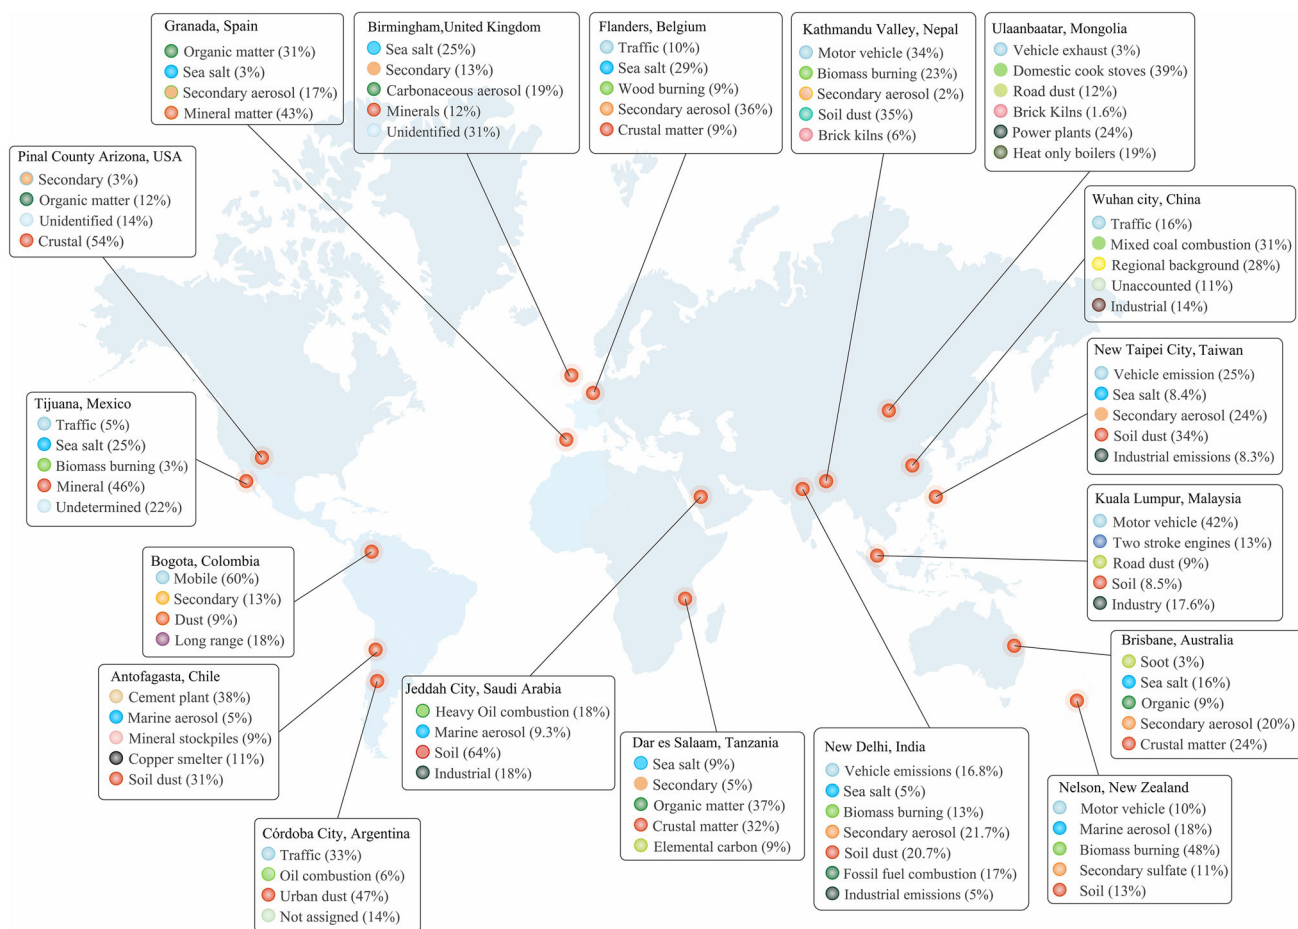 Granada, Spain
Organic matter (31%)
Sea salt (3%)
Secondary aerosol (17%)
Mineral matter (43%)
Birmingham,United Kingdom
Sea salt (25%)
Secondary (13%)
Carbonaceous aerosol (19%)
Minerals (12%)
Unidentified (31%)
Flanders, Belgium
Traffic (10%)
Sea salt (29%)
Wood burning (9%)
Secondary aerosol (36%)
Crustal matter (9%)
Kathmandu Valley, Nepal
Motor vehicle (34%)
Biomass burning (23%)
Secondary aerosol (2%)
Soil dust (35%)
Brick kilns (6%)
Ulaanbaatar, Mongolia
Vehicle exhaust (3%)
Domestic cook stoves (39%)
Road dust (12%)
Brick Kilns (1.6%)
Power plants (24%)
Heat only boilers (19%)
Pinal County Arizona, USA
Secondary (3%)
Organic matter (12%)
Unidentified (14%)
Crustal (54%)
Wuhan city, China
Traffic (16%)
Mixed coal combustion (31%)
Regional background (28%)
Unaccounted (11%)
Industrial (14%)
New Taipei City, Taiwan
Vehicle emission (25%)
Sea salt (8.4%)
Secondary aerosol (24%)
Soil dust (34%)
Industrial emissions (8.3%)
Tijuana, Mexico
Traffic (5%)
Sea salt (25%)
Biomass burning (3%)
Mineral (46%)
Undetermined (22%)
Kuala Lumpur, Malaysia
Motor vehicle (42%)
Two stroke engines (13%)
Road dust (9%)
Soil (8.5%)
Industry (17.6%)
Bogota, Colombia
Mobile (60%)
Secondary (13%)
Dust (9%)
Long range (18%)
Brisbane, Australia
Soot (3%)
Sea salt (16%)
Organic (9%)
Secondary aerosol (20%)
Crustal matter (24%)
Antofagasta, Chile
Cement plant (38%)
Marine aerosol (5%)
Mineral stockpiles (9%)
Copper smelter (11%)
Soil dust (31%)
Jeddah City, Saudi Arabia
Heavy Oil combustion (18%)
Marine aerosol (9.3%)
Soil (64%)
Industrial (18%)
Dar es Salaam, Tanzania
Sea salt (9%)
Secondary (5%)
Organic matter (37%)
Crustal matter (32%)
Elemental carbon (9%)
New Delhi, India
Vehicle emissions (16.8%)
Sea salt (5%)
Biomass burning (13%)
Secondary aerosol (21.7%)
Soil dust (20.7%)
Fossil fuel combustion (17%)
Industrial emissions (5%)
Nelson, New Zealand
Motor vehicle (10%)
Marine aerosol (18%)
Biomass burning (48%)
Secondary sulfate (11%)
Soil (13%)
Córdoba City, Argentina
Traffic (33%)
Oil combustion (6%)
Urban dust (47%)
Not assigned (14%)